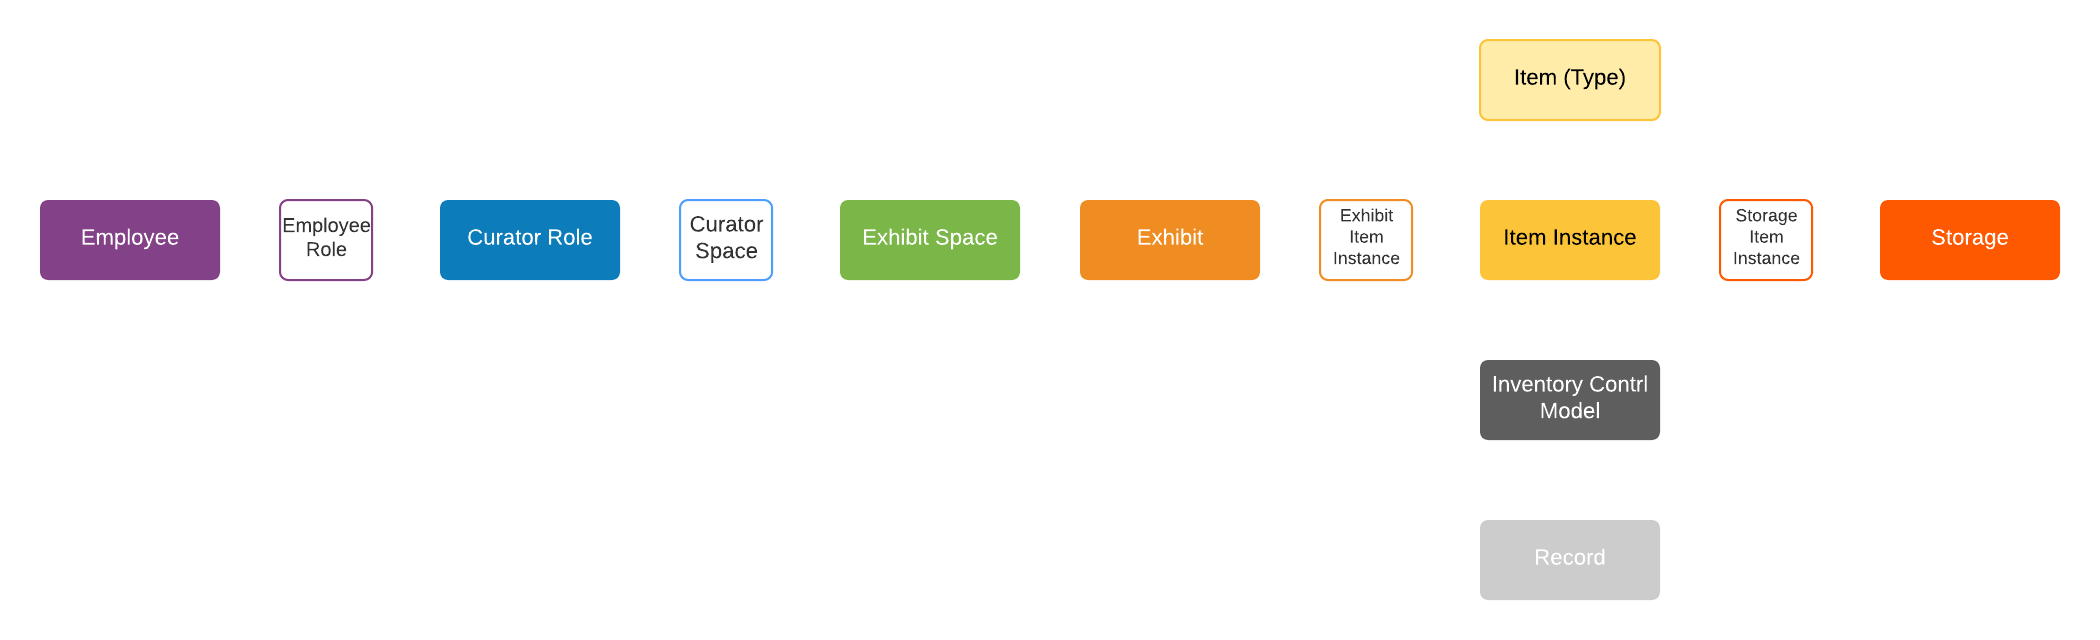 Item (Type)
Employee
Employee
Role
Curator Role
Curator
Space
Exhibit Space
Exhibit
Exhibit
Item
Instance
Item Instance
Storage
Item
Instance
Storage
Inventory Contrl
Model
Record